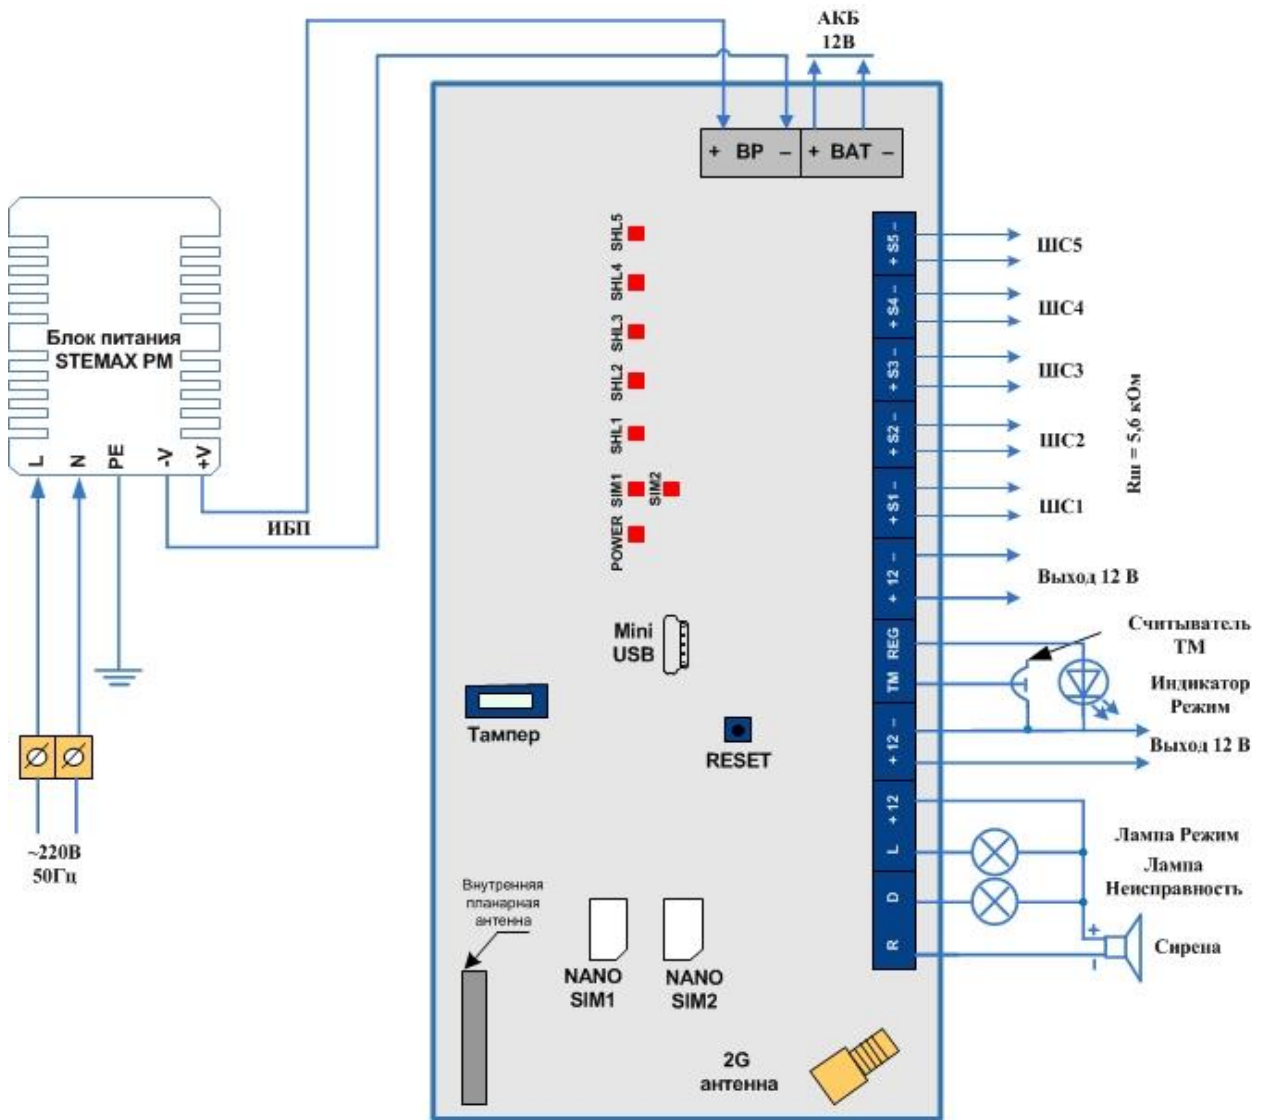 АКБ
12В
+ BP – + BAT –
Блок питания
STEMAX PM
L
N
PE
-V
+V
ИБП
~220В
50Гц
SHL5
SHL4
SHL3
SHL2
SHL1
SIM1
SIM2
POWER
Mini
USB
Тампер
RESET
Внутренняя
планарная
антенна
NANO
SIM1
NANO
SIM2
2G
антенна
+ S5 –
+ S4 –
+ S3 –
+ S2 –
+ S1 –
+ 12 –
REG
TM
+ 12 –
+ 12
L
D
R
ШС5
ШС4
ШС3
ШС2
ШС1
Rш = 5,6 кОм
Выход 12 В
Считыватель
ТМ
Индикатор
Режим
Выход 12 В
Лампа Режим
Лампа
Неисправность
+
–
Сирена